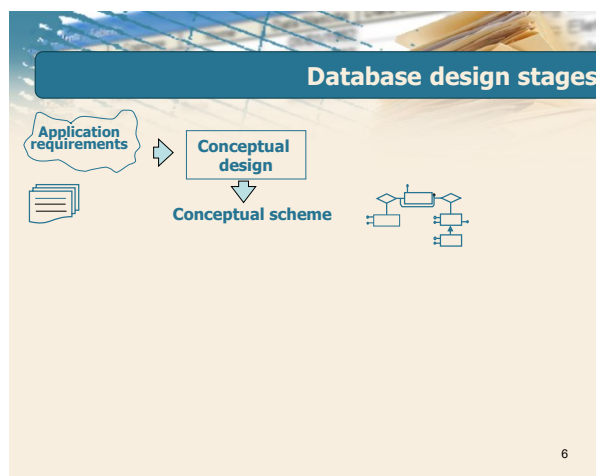 Database design stages
Application
requirements
Conceptual
design
Conceptual scheme
6